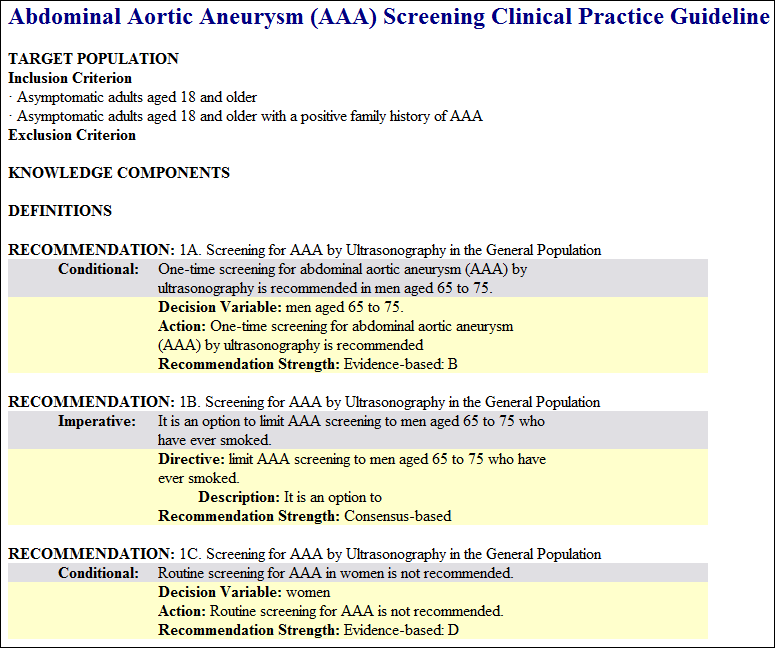 Abdominal Aortic Aneurysm (AAA) Screening Clinical Practice Guideline
TARGET POPULATION
Inclusion Criterion
· Asymptomatic adults aged 18 and older
· Asymptomatic adults aged 18 and older with a positive family history of AAA
Exclusion Criterion
KNOWLEDGE COMPONENTS
DEFINITIONS
RECOMMENDATION: 1A. Screening for AAA by Ultrasonography in the General Population
Conditional: One-time screening for abdominal aortic aneurysm (AAA) by
ultrasonography is recommended in men aged 65 to 75.
Decision Variable: men aged 65 to 75.
Action: One-time screening for abdominal aortic aneurysm
(AAA) by ultrasonography is recommended
Recommendation Strength: Evidence-based: B
RECOMMENDATION: 1B. Screening for AAA by Ultrasonography in the General Population
Imperative: It is an option to limit AAA screening to men aged 65 to 75 who
have ever smoked.
Directive: limit AAA screening to men aged 65 to 75 who have
ever smoked.
Description: It is an option to
Recommendation Strength: Consensus-based
RECOMMENDATION: 1C. Screening for AAA by Ultrasonography in the General Population
Conditional: Routine screening for AAA in women is not recommended.
Decision Variable: women
Action: Routine screening for AAA is not recommended.
Recommendation Strength: Evidence-based: D